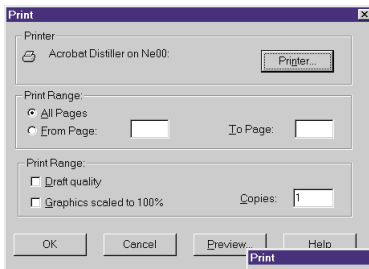 Print
Printer
Acrobat Distiller on Ne00:
Printer...
Print Range:
All Pages
From Page: To Page:
Print Range:
Draft quality
Graphics scaled to 100% Copies: 1
OK Cancel Preview... Help
Print